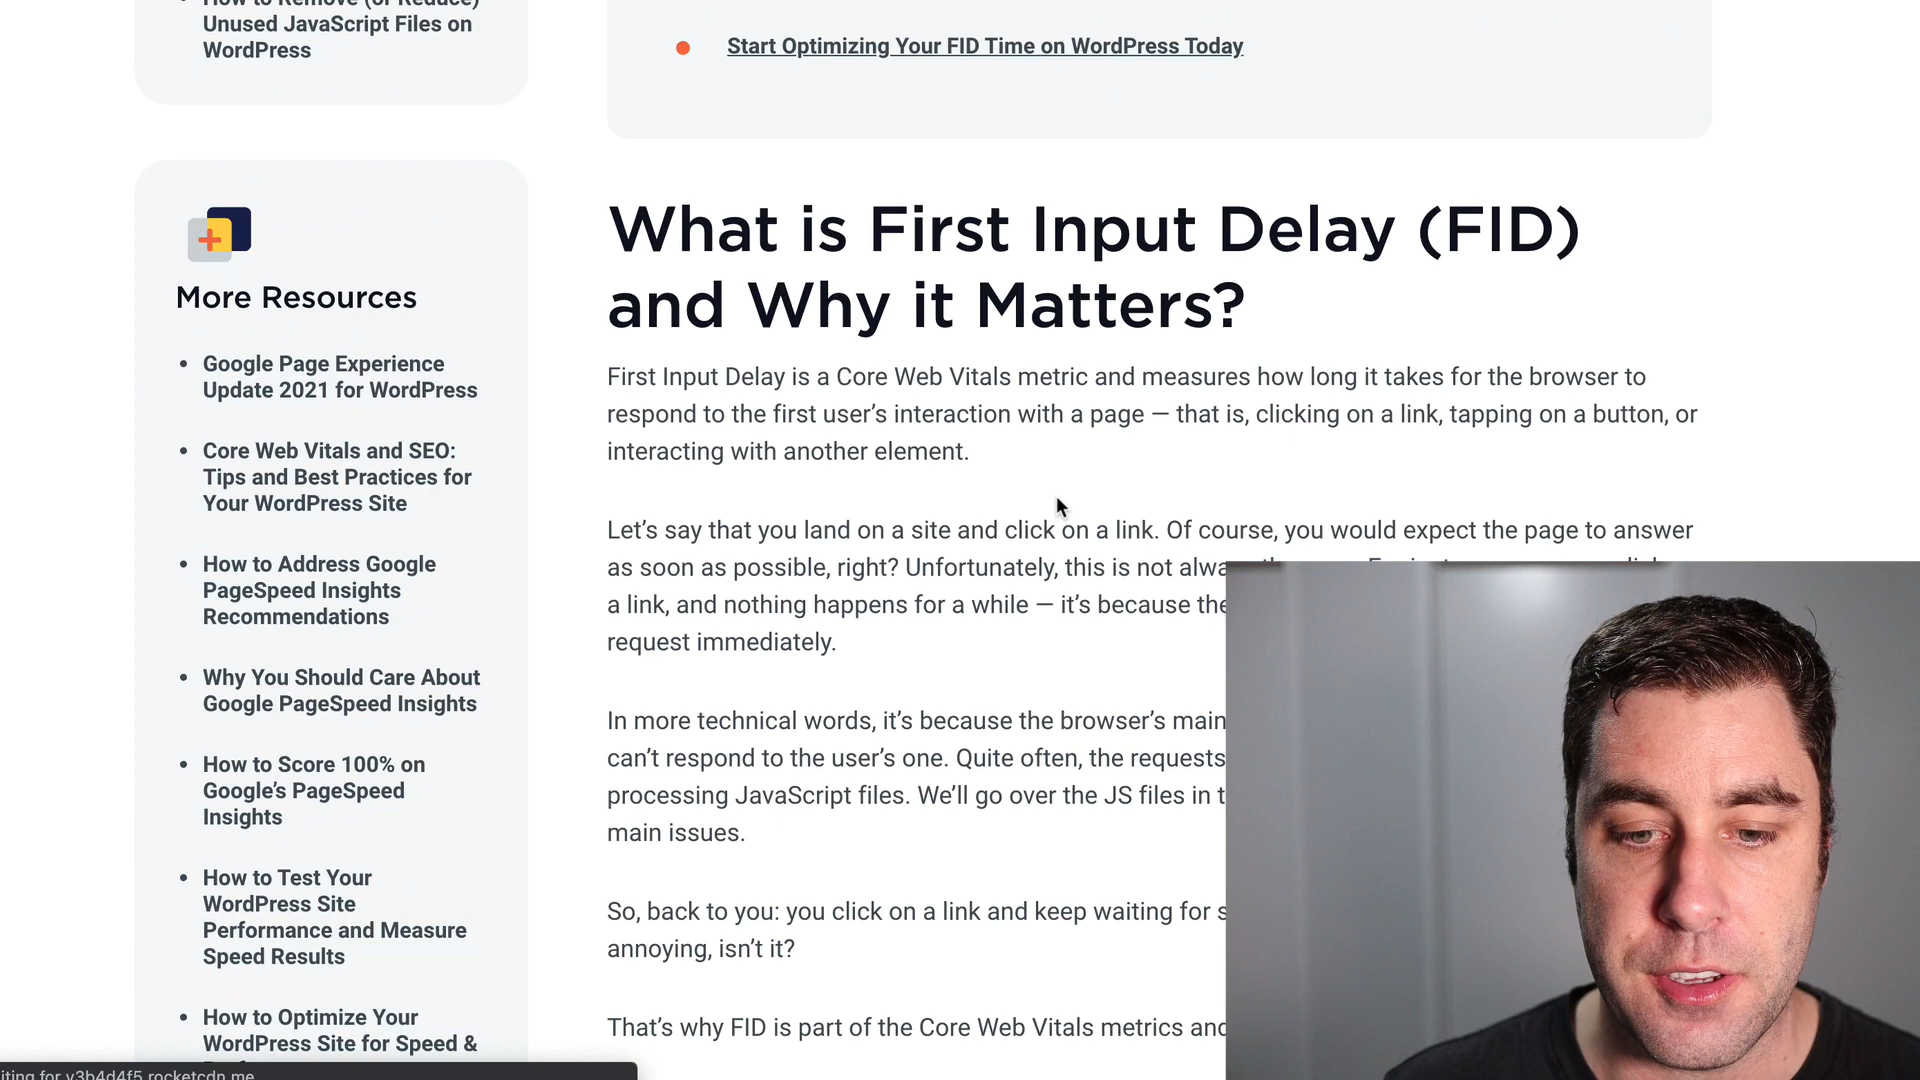 How to Remove (or Reduce)
Unused JavaScript Files on
WordPress
Start Optimizing Your FID Time on WordPress Today
More Resources
Google Page Experience
Update 2021 for WordPress
Core Web Vitals and SEO:
Tips and Best Practices for
Your WordPress Site
How to Address Google
PageSpeed Insights
Recommendations
Why You Should Care About
Google PageSpeed Insights
How to Score 100% on
Google’s PageSpeed
Insights
How to Test Your
WordPress Site
Performance and Measure
Speed Results
How to Optimize Your
WordPress Site for Speed &
What is First Input Delay (FID)
and Why it Matters?
First Input Delay is a Core Web Vitals metric and measures how long it takes for the browser to
respond to the first user’s interaction with a page — that is, clicking on a link, tapping on a button, or
interacting with another element.
Let’s say that you land on a site and click on a link. Of course, you would expect the page to answer
as soon as possible, right? Unfortunately, this is not
a link, and nothing happens for a while — it’s because the
request immediately.
In more technical words, it’s because the browser’s main
can’t respond to the user’s one. Quite often, the requests
processing JavaScript files. We’ll go over the JS files in
main issues.
So, back to you: you click on a link and keep waiting for
annoying, isn’t it?
That’s why FID is part of the Core Web Vitals metrics and
iting for v3b4d4f5.rocketcdn.me